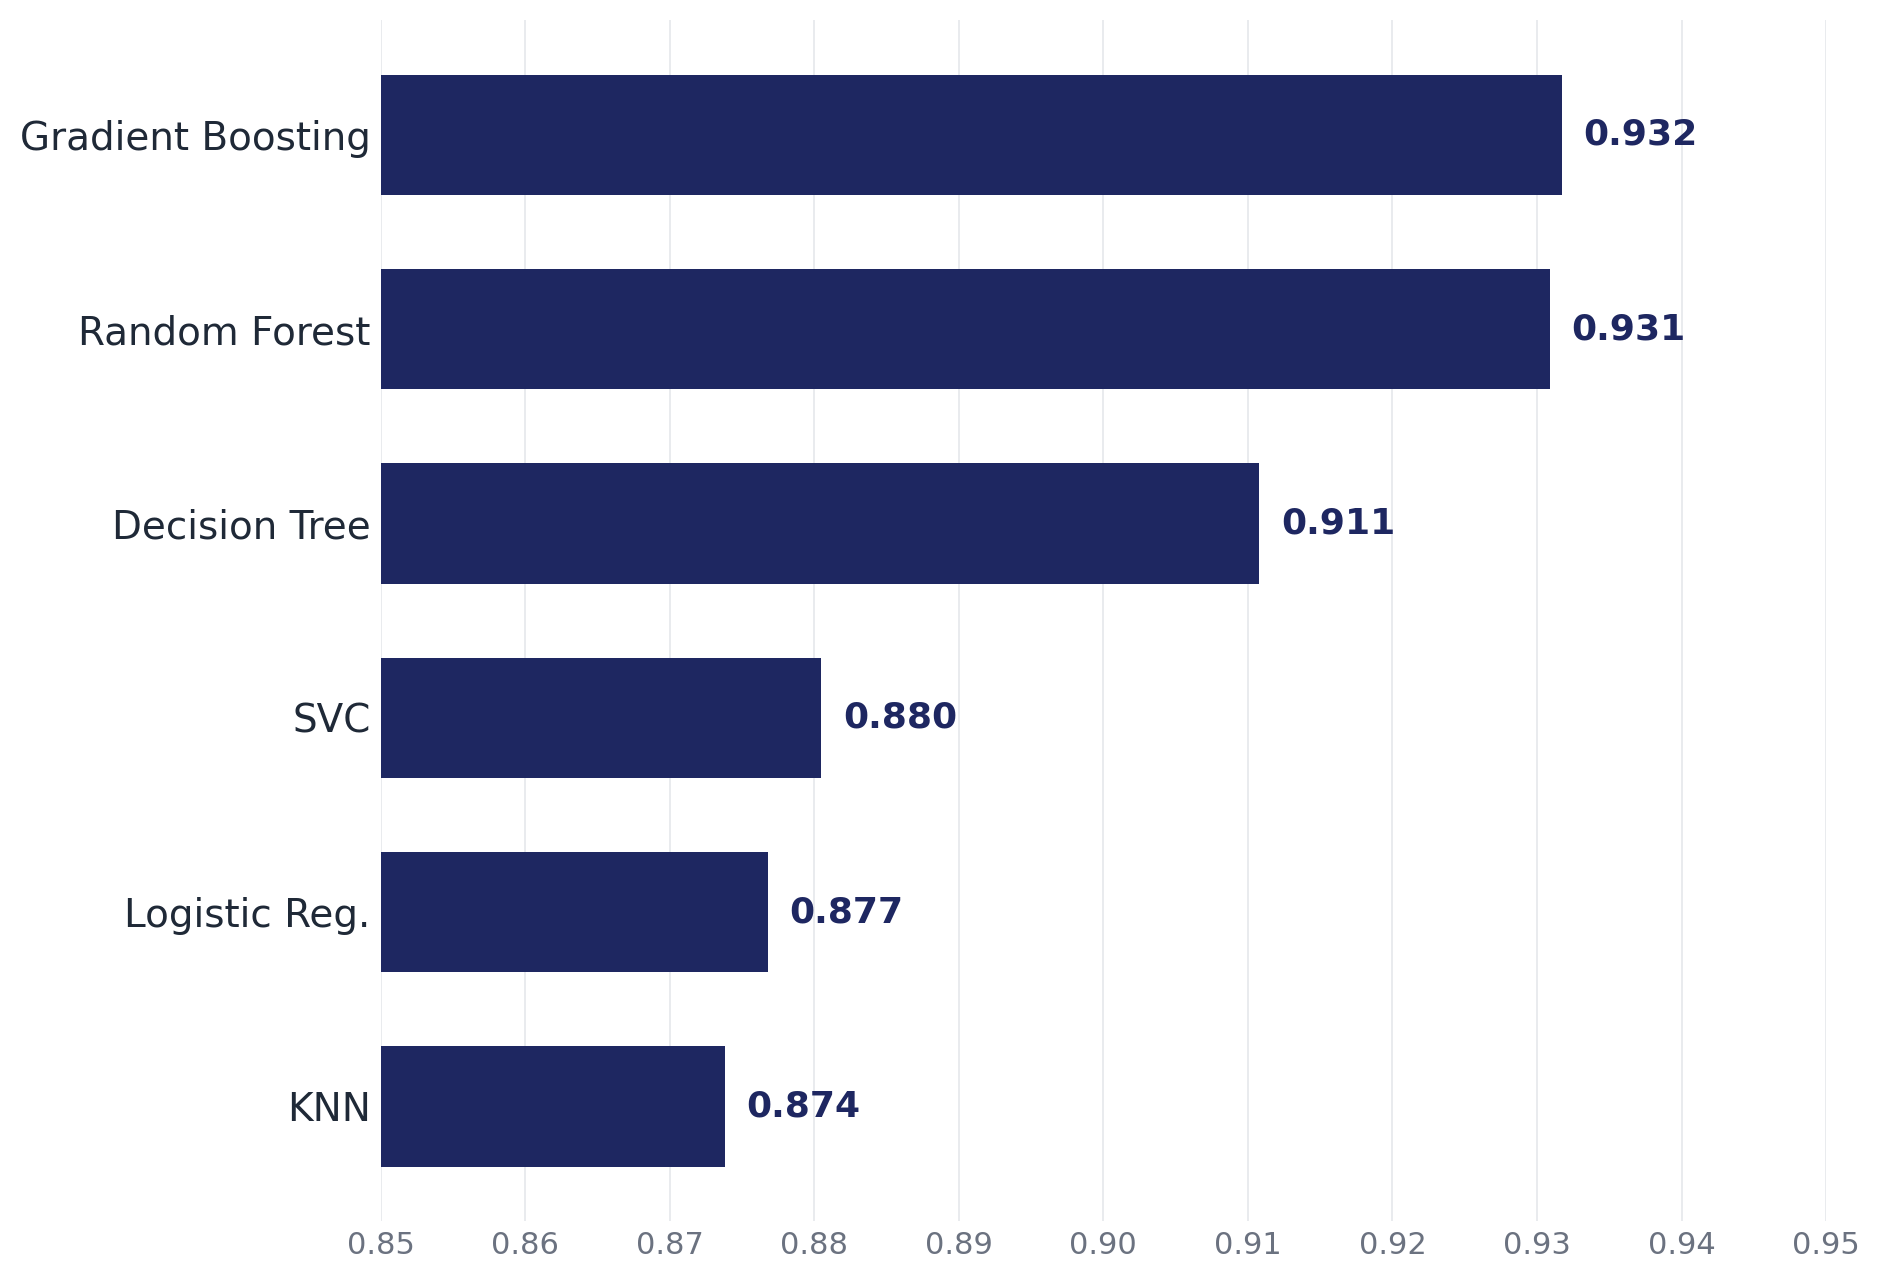 Gradient Boosting 0.932
Random Forest 0.931
Decision Tree 0.911
SVC 0.880
Logistic Reg. 0.877
KNN 0.874
0.85 0.86 0.87 0.88 0.89 0.90 0.91 0.92 0.93 0.94 0.95